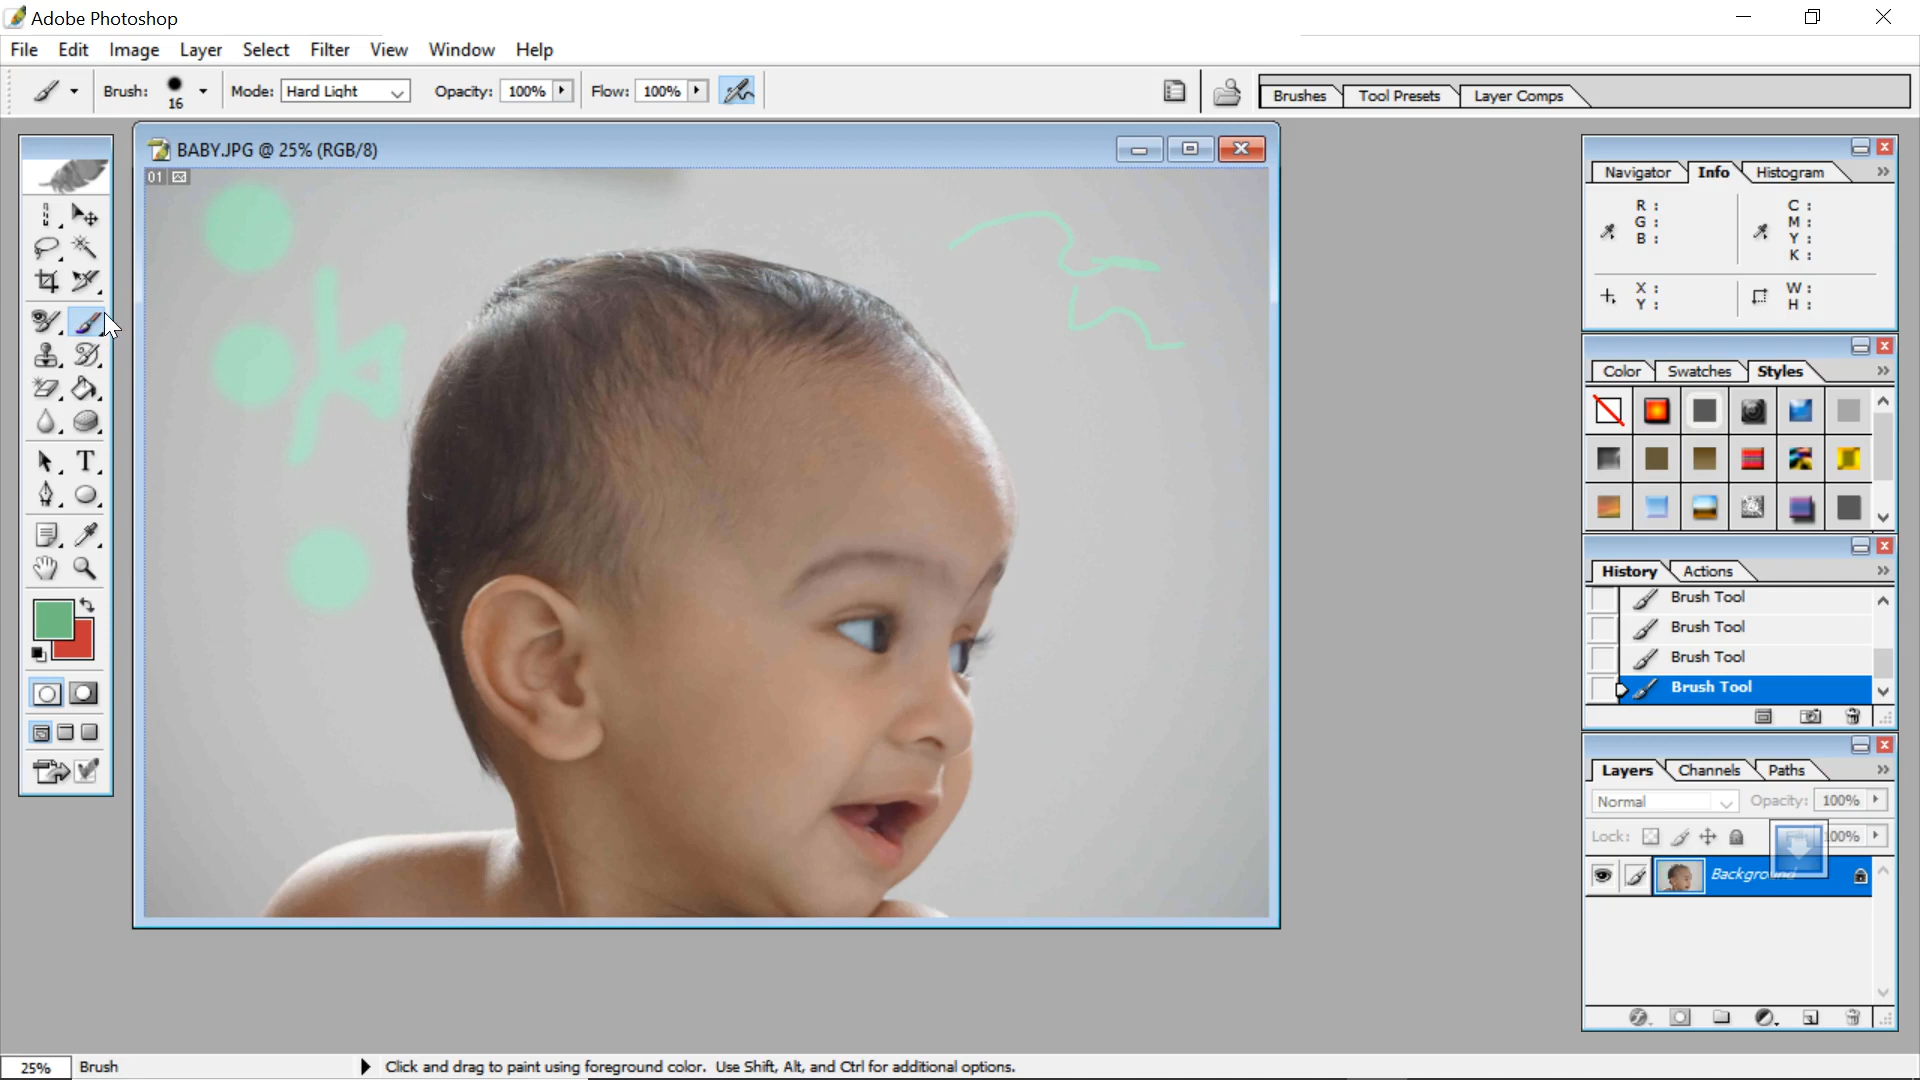 Adobe Photoshop
File Edit Image Layer Select Filter View Window Help
Brush: 16 Mode: Hard Light Opacity: 100% Flow: 100% Brushes Tool Presets Layer Comps
BABY.JPG @ 25% (RGB/8)
01
Navigator Info Histogram
R : C :
G : M :
B : Y :
K :
X : W :
Y : H :
Color Swatches Styles
T
History Actions
Brush Tool
Brush Tool
Brush Tool
Brush Tool
Layers Channels Paths
Normal Opacity: 100%
Lock: 100%
Background
25% Brush Click and drag to paint using foreground color. Use Shift, Alt, and Ctrl for additional options.